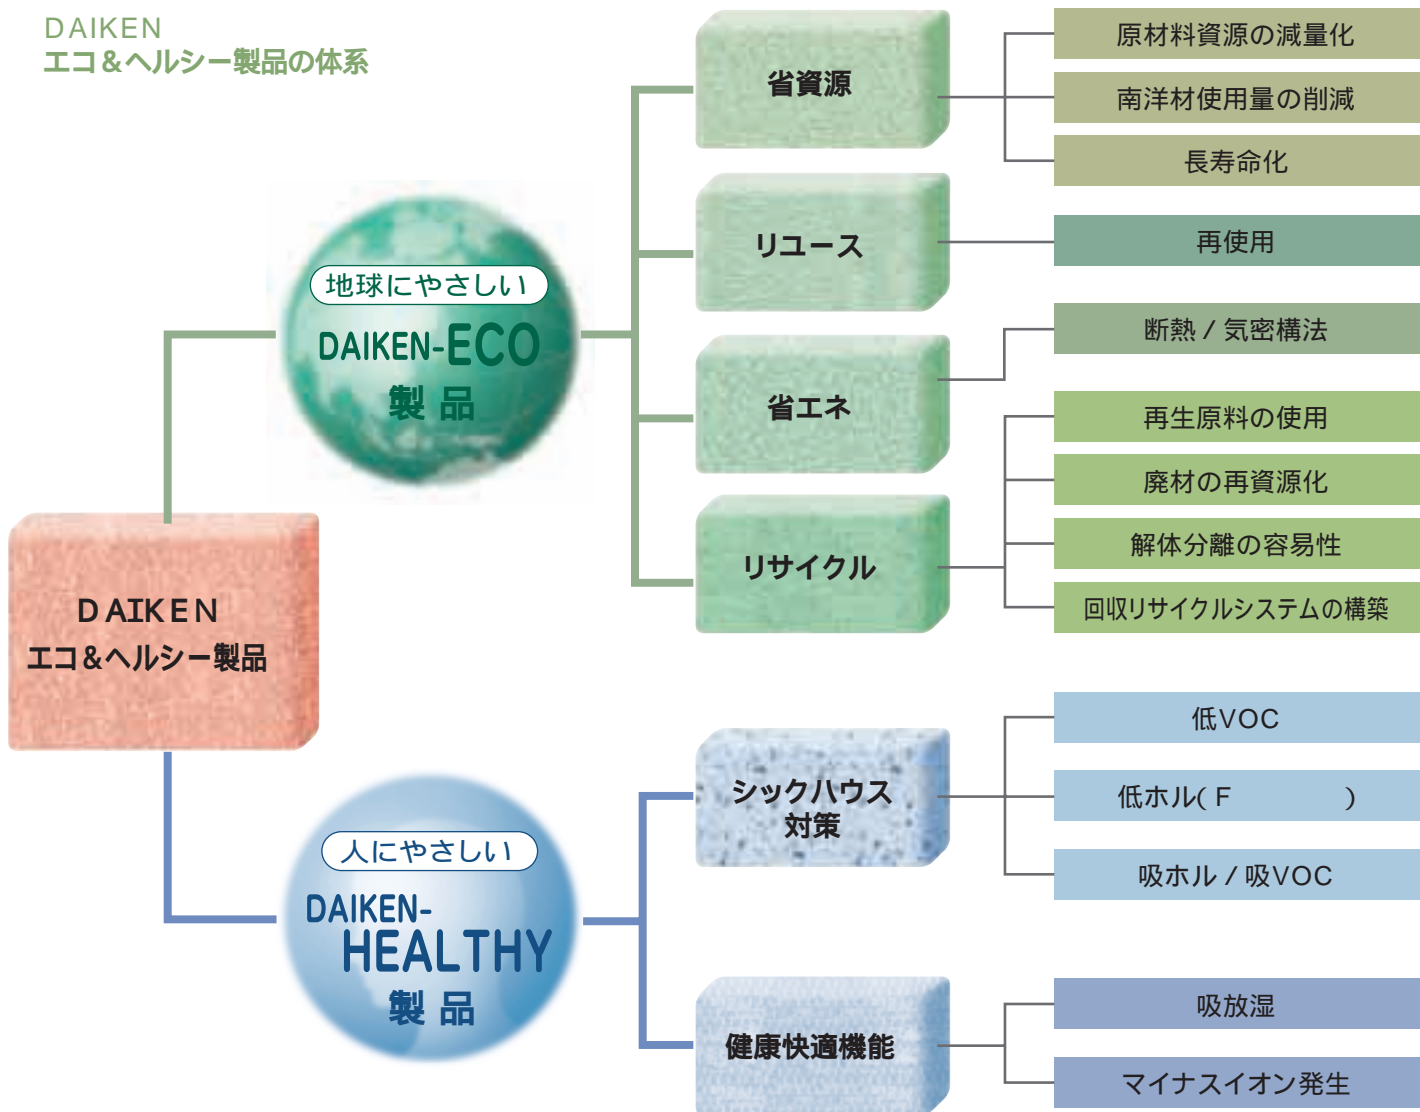 DAIKEN
エコ&ヘルシー製品の体系
DAIKEN
エコ&ヘルシー製品
地球にやさしい
DAIKEN-ECO
製品
省資源
原材料資源の減量化
南洋材使用量の削減
長寿命化
リユース
再使用
省エネ
断熱 / 気密構法
リサイクル
再生原料の使用
廃材の再資源化
解体分離の容易性
回収リサイクルシステムの構築
人にやさしい
DAIKEN-
HEALTHY
製品
シックハウス
対策
低VOC
低ホル( F )
吸ホル / 吸VOC
健康快適機能
吸放湿
マイナスイオン発生